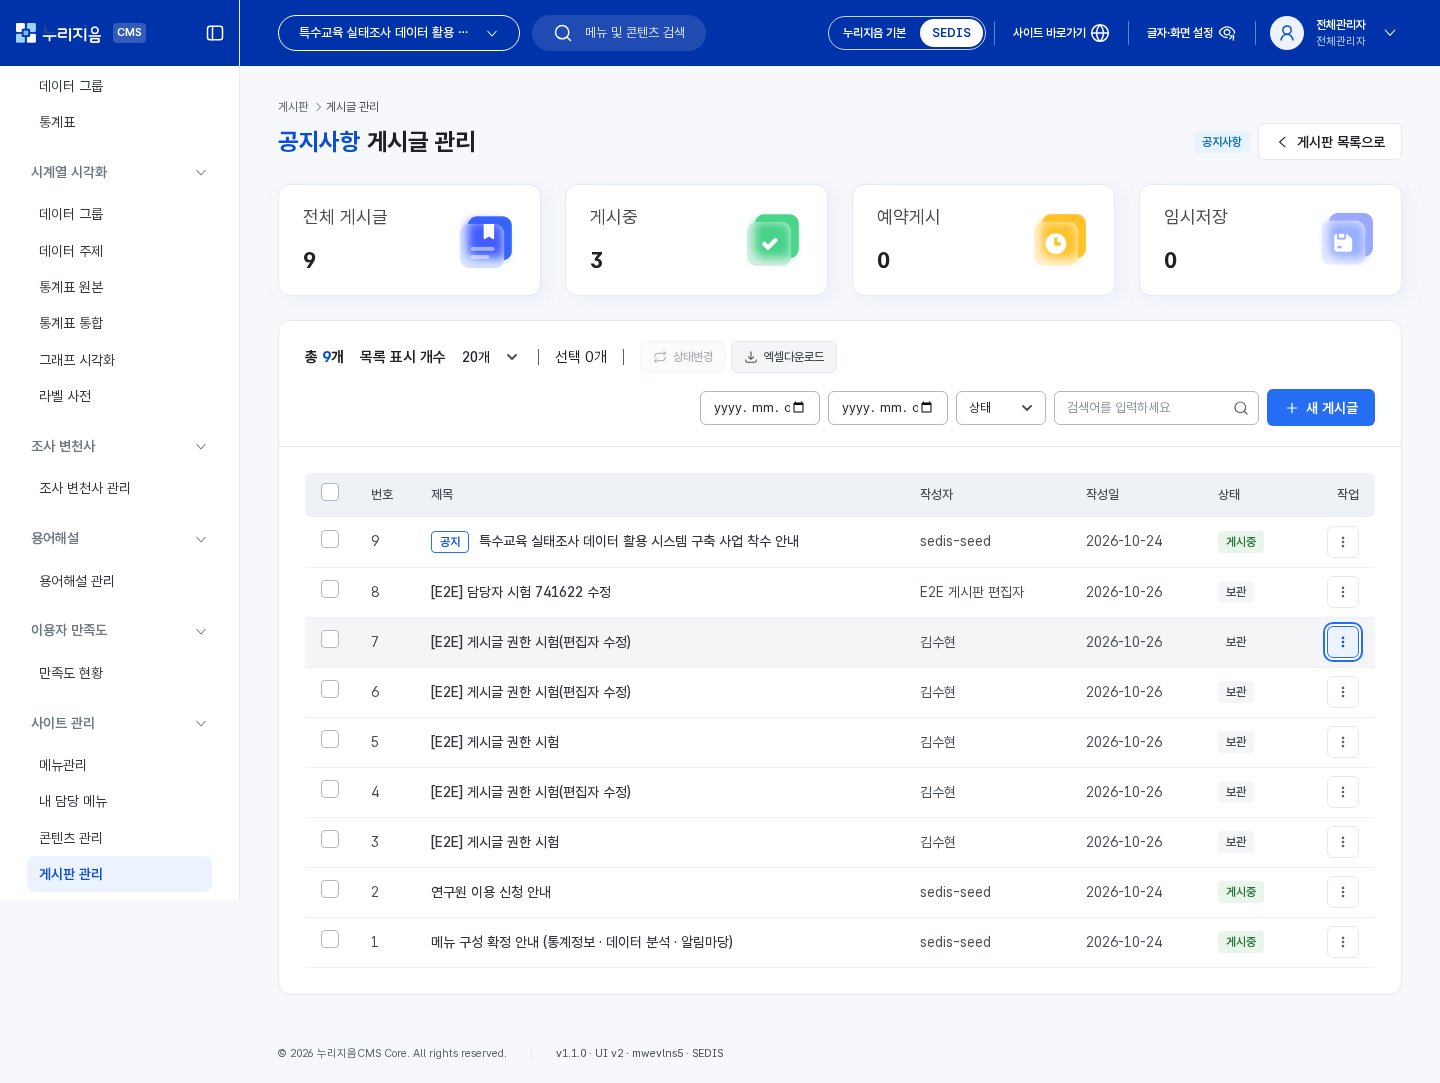 누리지음 CMS
특수교육 실태조사 데이터 활용 ···
메뉴 및 콘텐츠 검색
누리지음 기본 SEDIS
사이트 바로가기
글자·화면 설정
전체관리자
전체관리자
데이터 그룹
통계표
시계열 시각화
데이터 그룹
데이터 주제
통계표 원본
통계표 통합
그래프 시각화
라벨 사전
조사 변천사
조사 변천사 관리
용어해설
용어해설 관리
이용자 만족도
만족도 현황
사이트 관리
메뉴관리
내 담당 메뉴
콘텐츠 관리
게시판 관리
게시판 > 게시글 관리
공지사항 게시글 관리
공지사항
게시판 목록으로
전체 게시글
9
게시중
3
예약게시
0
임시저장
0
총 9개 목록 표시 개수 20개 선택 0개 상태변경 엑셀다운로드
yyyy. mm. d yyyy. mm. d 상태 검색어를 입력하세요 새 게시글
번호 제목 작성자 작성일 상태 작업
9 공지 특수교육 실태조사 데이터 활용 시스템 구축 사업 착수 안내 sedis-seed 2026-10-24 게시중
8 [E2E] 담당자 시험 741622 수정 E2E 게시판 편집자 2026-10-26 보관
7 [E2E] 게시글 권한 시험(편집자 수정) 김수현 2026-10-26 보관
6 [E2E] 게시글 권한 시험(편집자 수정) 김수현 2026-10-26 보관
5 [E2E] 게시글 권한 시험 김수현 2026-10-26 보관
4 [E2E] 게시글 권한 시험(편집자 수정) 김수현 2026-10-26 보관
3 [E2E] 게시글 권한 시험 김수현 2026-10-26 보관
2 연구원 이용 신청 안내 sedis-seed 2026-10-24 게시중
1 메뉴 구성 확정 안내 (통계정보 · 데이터 분석 · 알림마당) sedis-seed 2026-10-24 게시중
© 2026 누리지음CMS Core. All rights reserved.
v1.1.0 · UI v2 · mwevlns5 · SEDIS